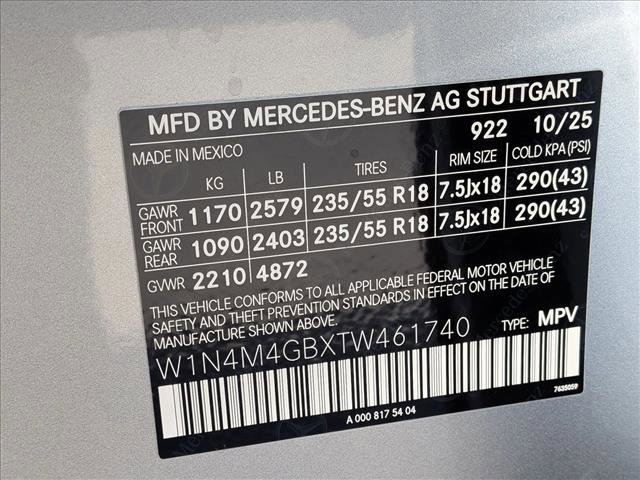 MFD BY MERCEDES-BENZ AG STUTTGART
922 10/25
MADE IN MEXICO
KG LB TIRES RIM SIZE COLD KPA(PSI)
GAWR FRONT 1170 2579 235/55 R18 7.5Jx18 290(43)
GAWR REAR 1090 2403 235/55 R18 7.5Jx18 290(43)
GVWR 2210 4872
THIS VEHICLE CONFORMS TO ALL APPLICABLE FEDERAL MOTOR VEHICLE
SAFETY AND THEFT PREVENTION STANDARDS IN EFFECT ON THE DATE OF
MANUFACTURE SHOWN ABOVE.
W1N4M4GBXTW461740 TYPE: MPV
A 000 817 54 04
7635059